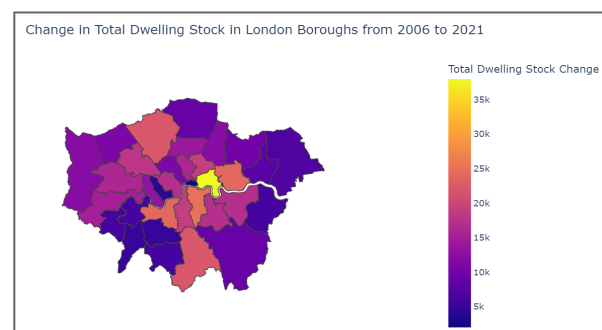 Change in Total Dwelling Stock in London Boroughs from 2006 to 2021
Total Dwelling Stock Change
35k
30k
25k
20k
15k
10k
5k